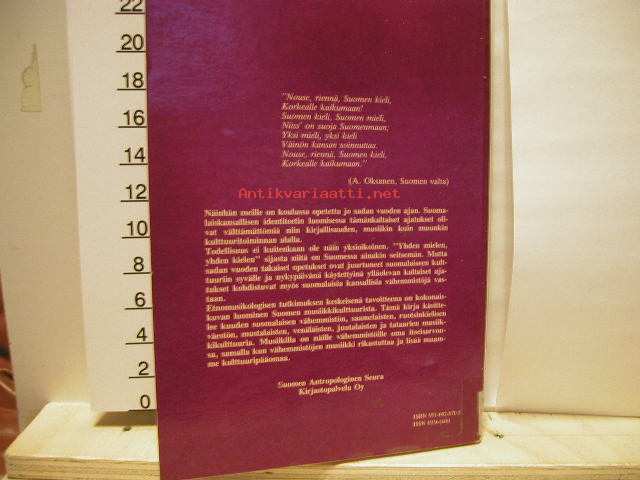 22
20
18
16
14
12
10
8
6
4
2
0
"Nouse, riennä, Suomen kieli,
Korkealle kaikumaan!
Suomen kieli, Suomen mieli,
Niiss' on suoja Suomenmaan;
Yksi mieli, yksi kieli
Väinön kansan soinnuttaa.
Nouse, riennä, Suomen kieli,
Korkealle kaikumaan."
(A. Oksanen, Suomen valta)
Antikvariaatti.net
Näinhän meille on koulussa opetettu jo sadan vuoden ajan. Suoma-
laiskansallisen identiteetin luomisessa tämänkaltaiset ajatukset oli-
vat välttämättömiä niin kirjallisuuden, musiikin kuin muunkin
kulttuuritoiminnan alalla.
Todellisuus ei kuitenkaan ole näin yksioikoinen. "Yhden mielen,
yhden kielen" sijasta niitä on Suomessa ainakin seitsemän. Mutta
sadan vuoden takaiset opetukset ovat juurtuneet suomalaiseen kult-
tuuriin syvälle ja nykypäivänä käytettyinä ylläolevan kaltaiset aja-
tukset kohdistuvat myös suomalaisia kansallisia vähemmistöjä vas-
taan.
Etnomusikologisen tutkimuksen keskeisenä tavoitteena on kokonais-
kuvan luominen Suomen musiikkikulttuurista. Tämä kirja käsitte-
lee kuuden suomalaisen vähemmistön, saamelaisten, ruotsinkielisen
väestön, mustalaisten, venäläisten, juutalaisten ja tataarien musiik-
kikulttuuria. Musiikilla on näille vähemmistöille oma itseisarvon-
sa, samalla kun vähemmistöjen musiikki rikastuttaa ja lisää maam-
me kulttuuripääomaa.
Suomen Antropologinen Seura
Kirjastopalvelu Oy
ISBN
ISSN